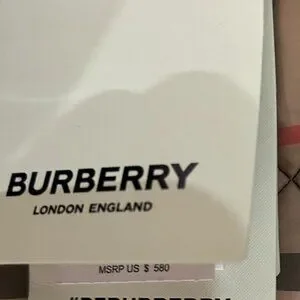 BURBERRY
LONDON ENGLAND
MSRP US $ 580